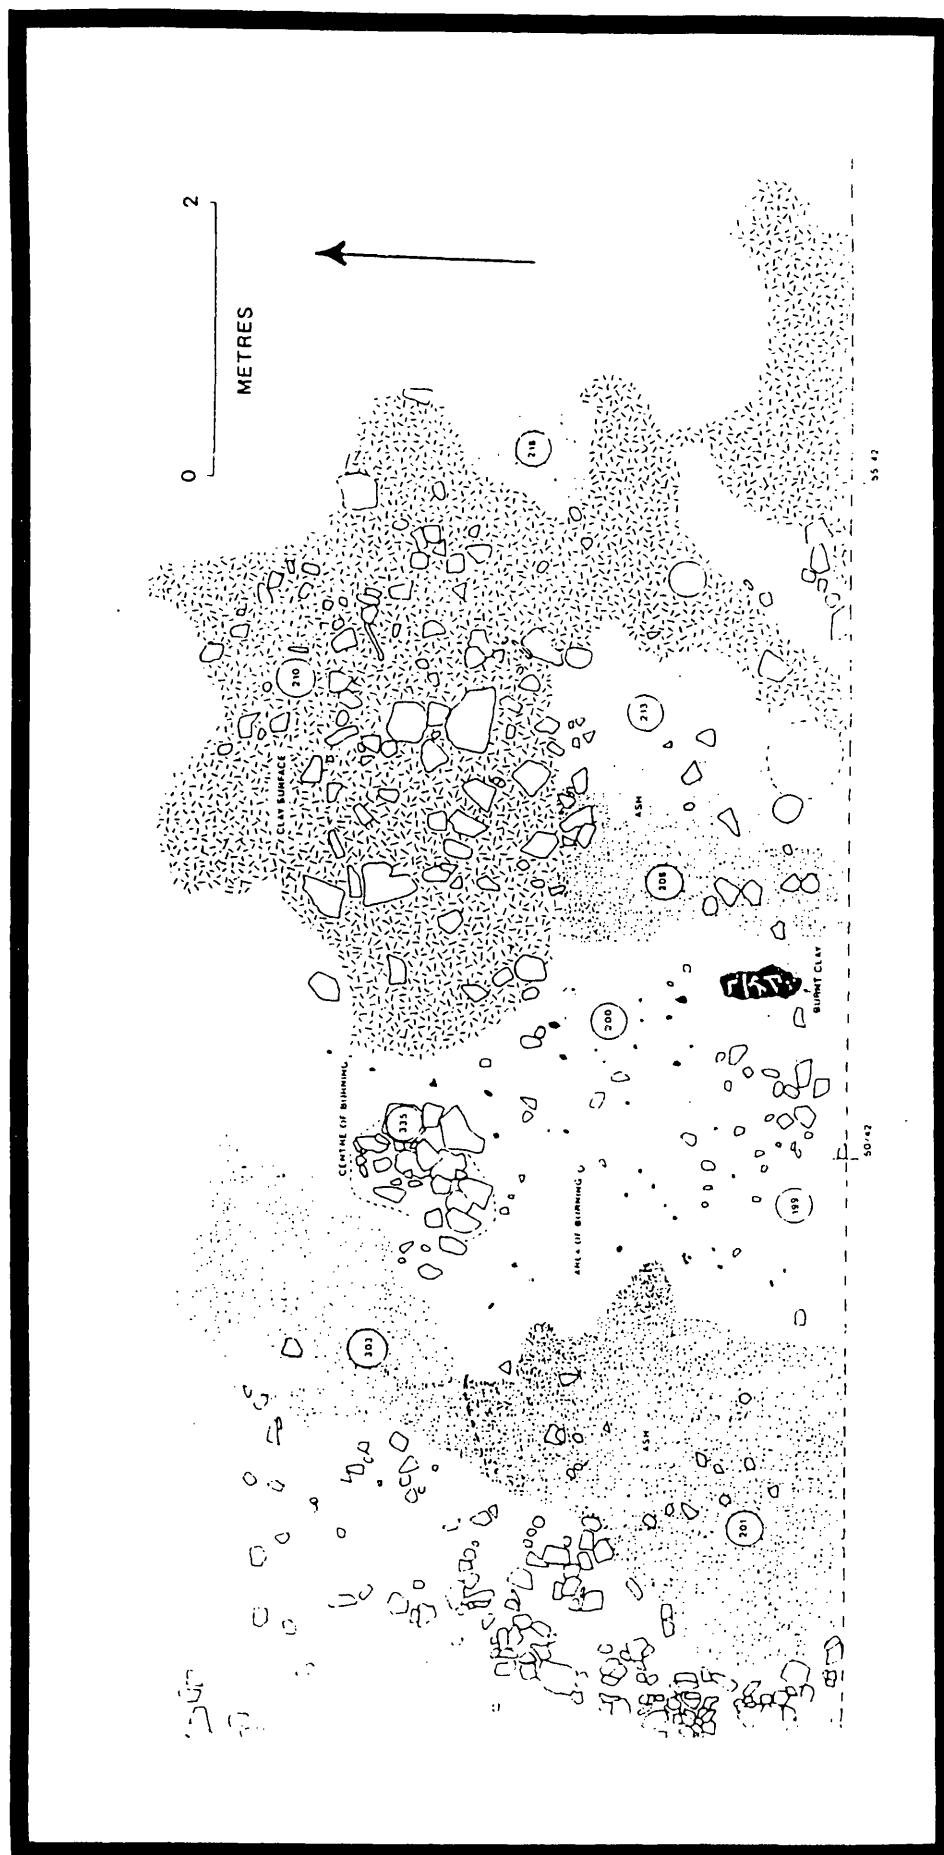 0 2
METRES
218
55 42
210
CLAY SURFACE
213
ASH
208
200
BURNT CLAY
CENTRE OF BURNING
335
50/42
199
AREA OF BURNING
303
ASH
201